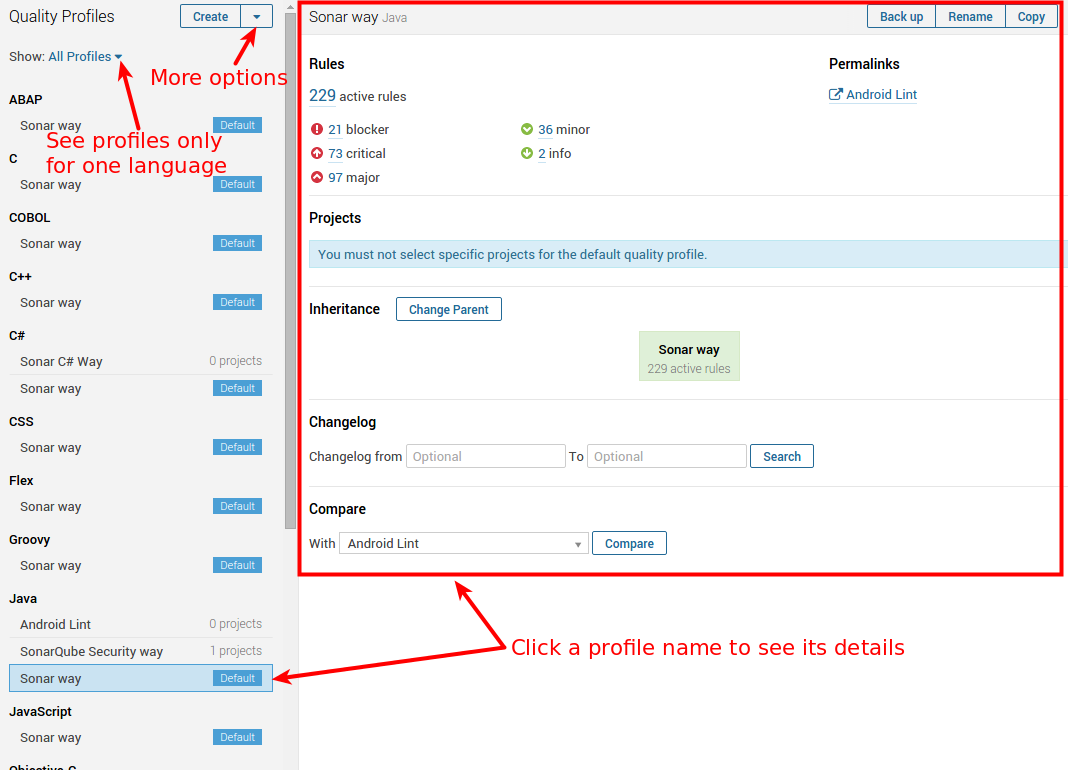 Quality Profiles
Create
Show: All Profiles
More options
ABAP
Sonar way Default
See profiles only
for one language
C
Sonar way Default
COBOL
Sonar way Default
C++
Sonar way Default
C#
Sonar C# Way 0 projects
Sonar way Default
CSS
Sonar way Default
Flex
Sonar way Default
Groovy
Sonar way Default
Java
Android Lint 0 projects
SonarQube Security way 1 projects
Sonar way Default
JavaScript
Sonar way Default
Objective-C
Sonar way Java
Back up Rename Copy
Rules
229 active rules
21 blocker
73 critical
97 major
36 minor
2 info
Permalinks
Android Lint
Projects
You must not select specific projects for the default quality profile.
Inheritance Change Parent
Sonar way
229 active rules
Changelog
Changelog from Optional To Optional Search
Compare
With Android Lint Compare
Click a profile name to see its details